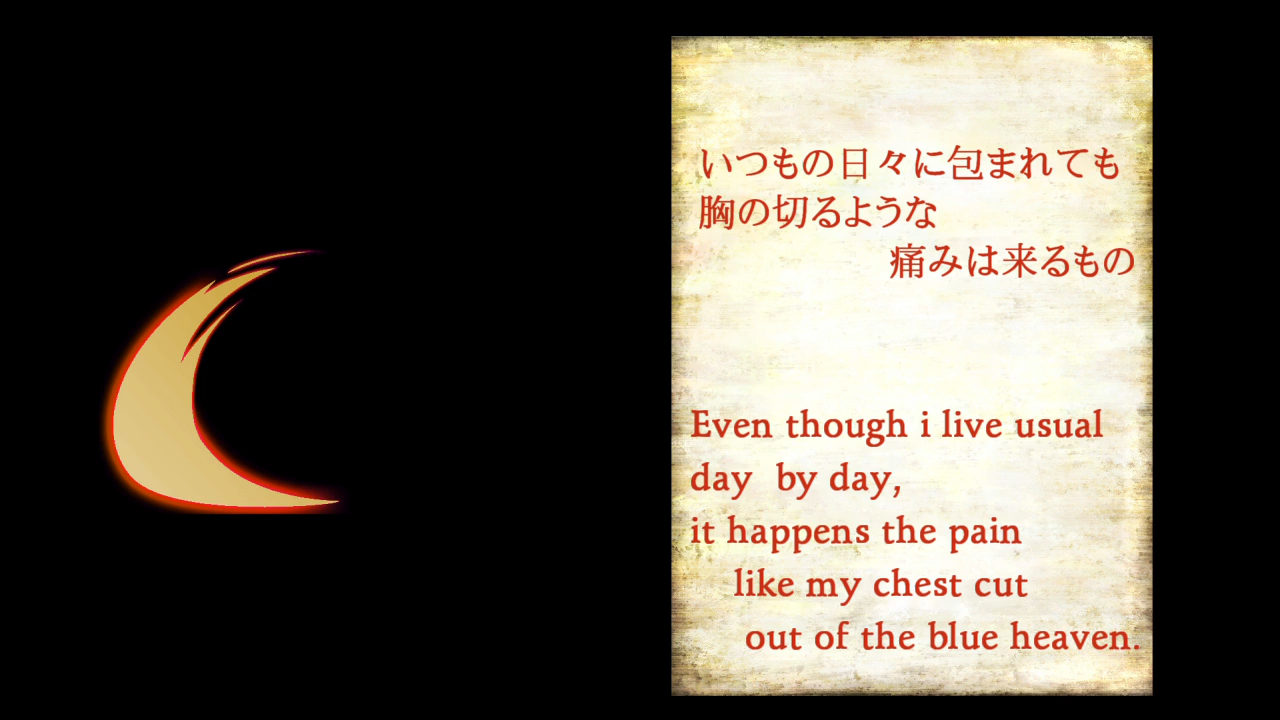 いつもの日々に包まれても
胸の切るような
痛みは来るもの
Even though i live usual
day by day,
it happens the pain
like my chest cut
out of the blue heaven.